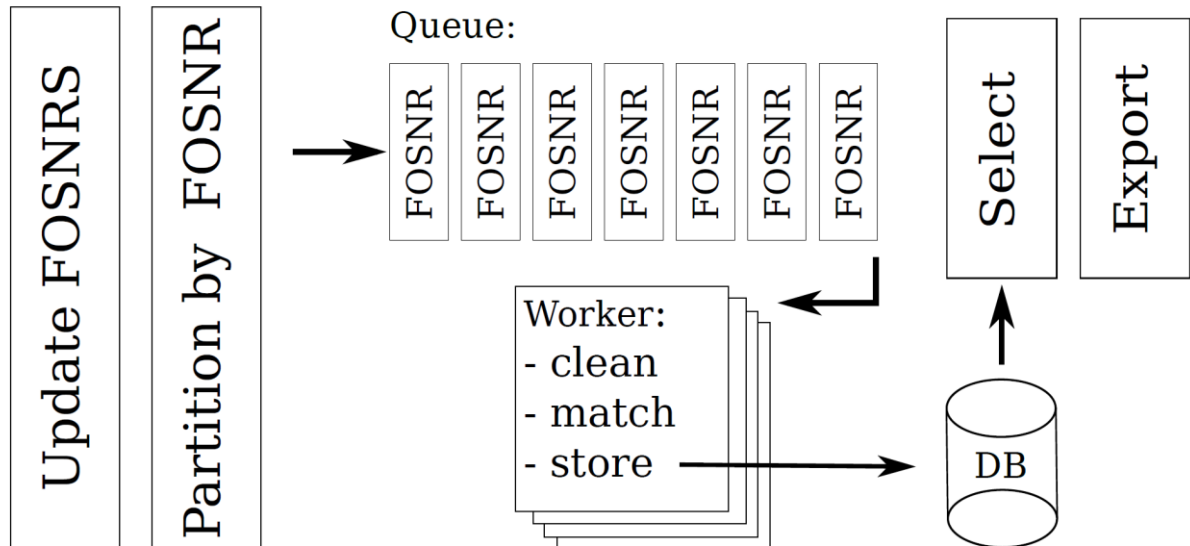 Update FOSNRS
Partition by FOSNR
Queue:
FOSNR
FOSNR
FOSNR
FOSNR
FOSNR
FOSNR
FOSNR
Worker:
- clean
- match
- store
DB
Select
Export